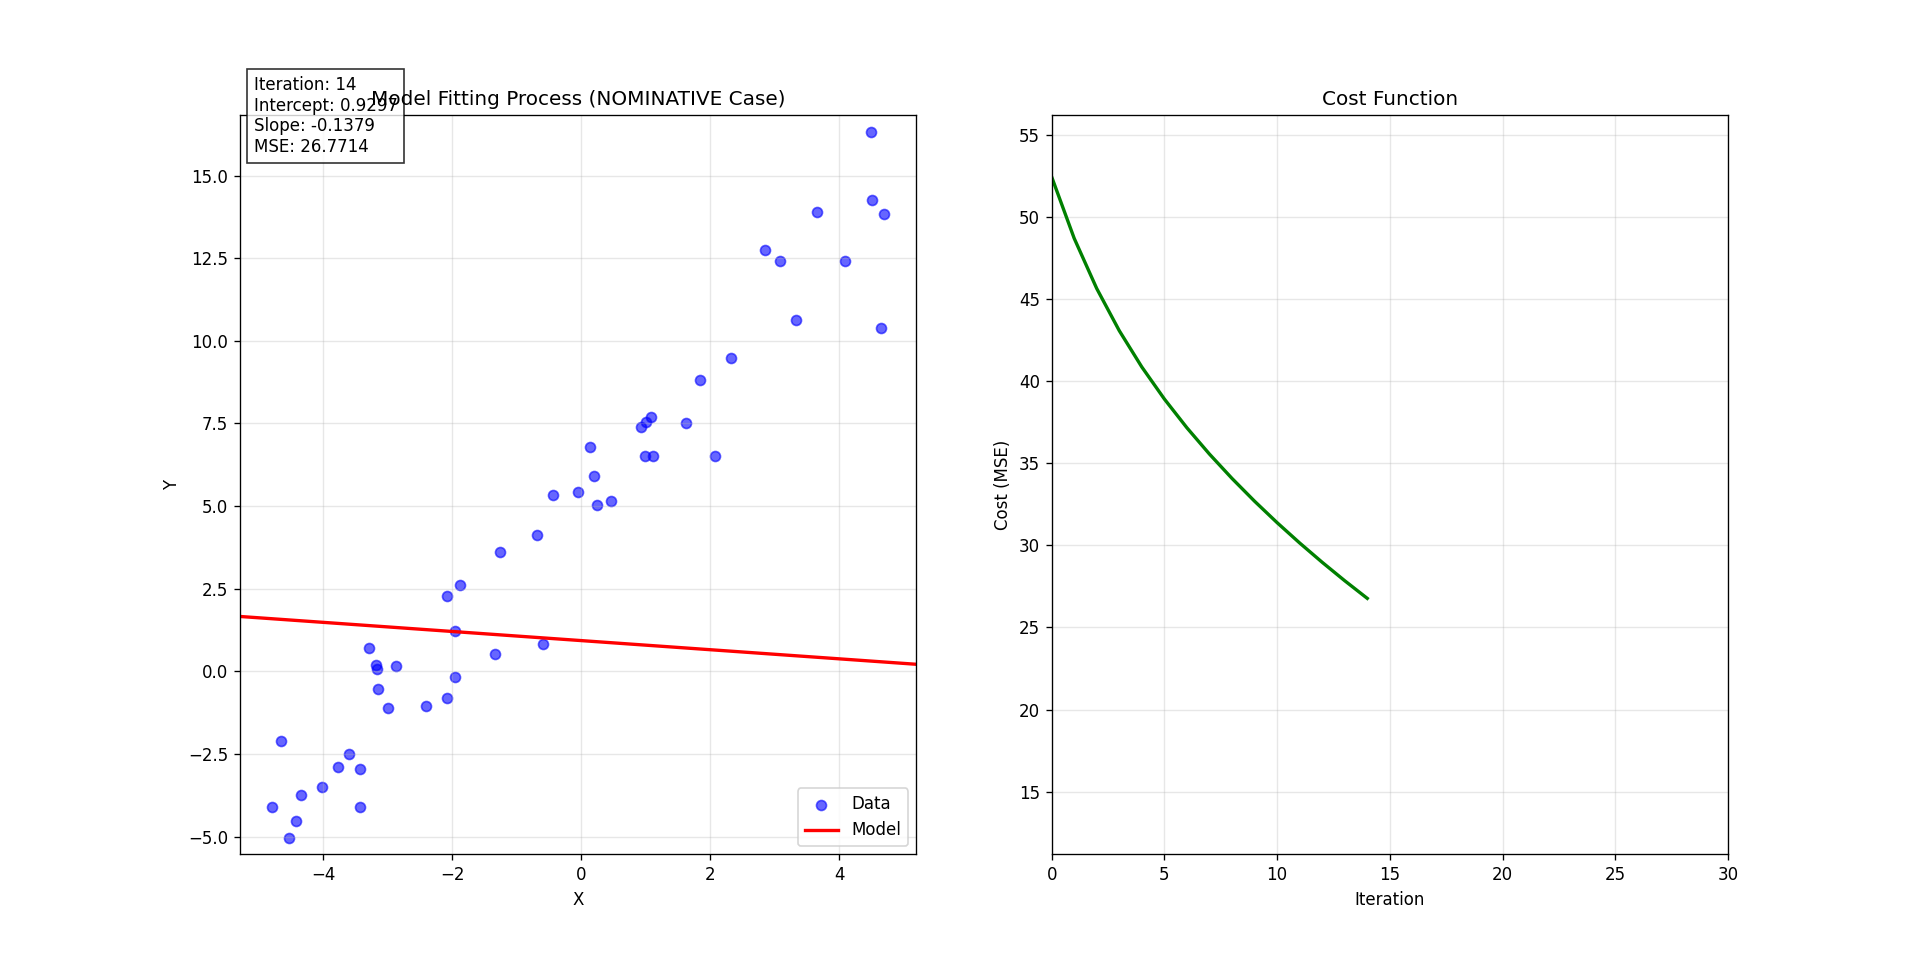 Iteration: 14
Intercept: 0.9297
Slope: -0.1379
MSE: 26.7714
Model Fitting Process (NOMINATIVE Case)
15.0
12.5
10.0
7.5
5.0
2.5
0.0
−2.5
−5.0
Y
−4
−2
0
2
4
X
Data
Model
Cost Function
55
50
45
40
35
30
25
20
15
Cost (MSE)
0
5
10
15
20
25
30
Iteration